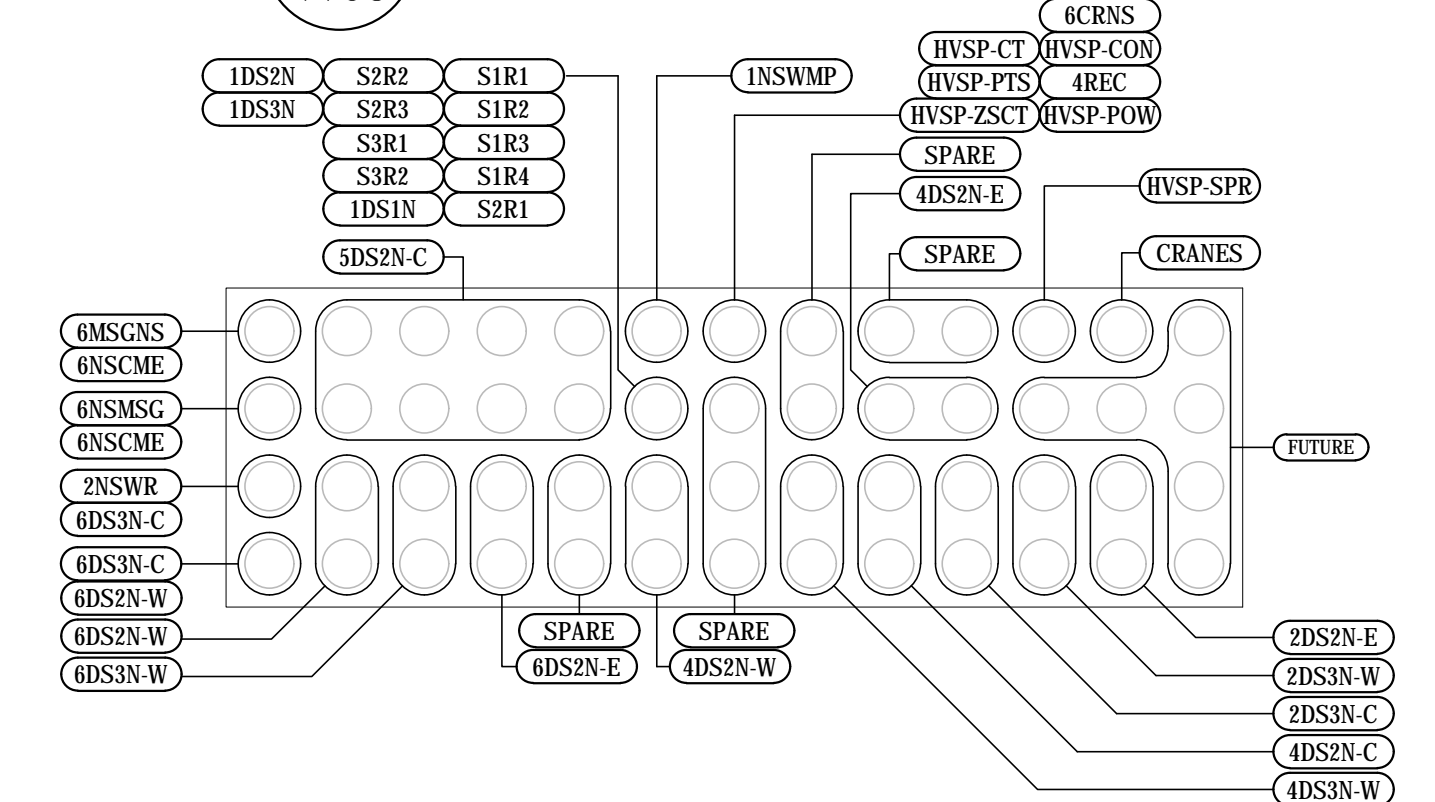 6CRNS
HVSP-CT HVSP-CON
1DS2N S2R2 S1R1 1NSWMP HVSP-PTS 4REC
1DS3N S2R3 S1R2 HVSP-ZSCT HVSP-POW
S3R1 S1R3 SPARE
S3R2 S1R4 4DS2N-E HVSP-SPR
1DS1N S2R1
5DS2N-C SPARE CRANES
6MSGNS
6NSCME
6NSMSG
6NSCME
FUTURE
2NSWR
6DS3N-C
6DS3N-C
6DS2N-W
6DS2N-W SPARE SPARE 2DS2N-E
6DS3N-W 6DS2N-E 4DS2N-W 2DS3N-W
2DS3N-C
4DS2N-C
4DS3N-W